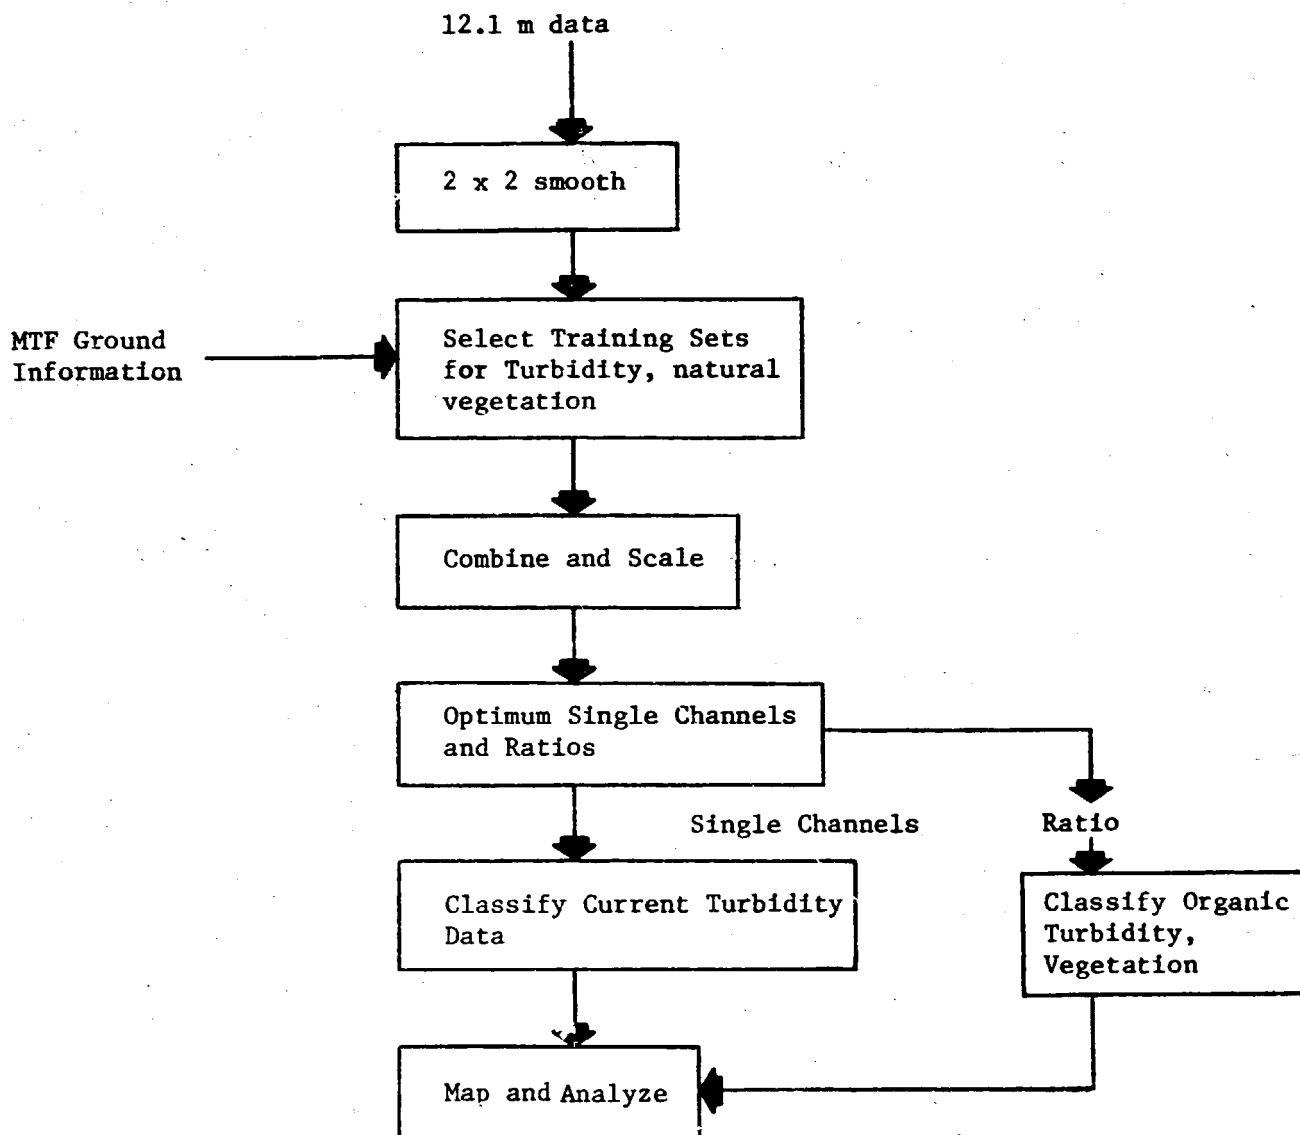 12.1 m data
2 x 2 smooth
MTF Ground
Information
Select Training Sets
for Turbidity, natural
vegetation
Combine and Scale
Optimum Single Channels
and Ratios
Single Channels
Ratio
Classify Current Turbidity
Data
Classify Organic
Turbidity,
Vegetation
Map and Analyze